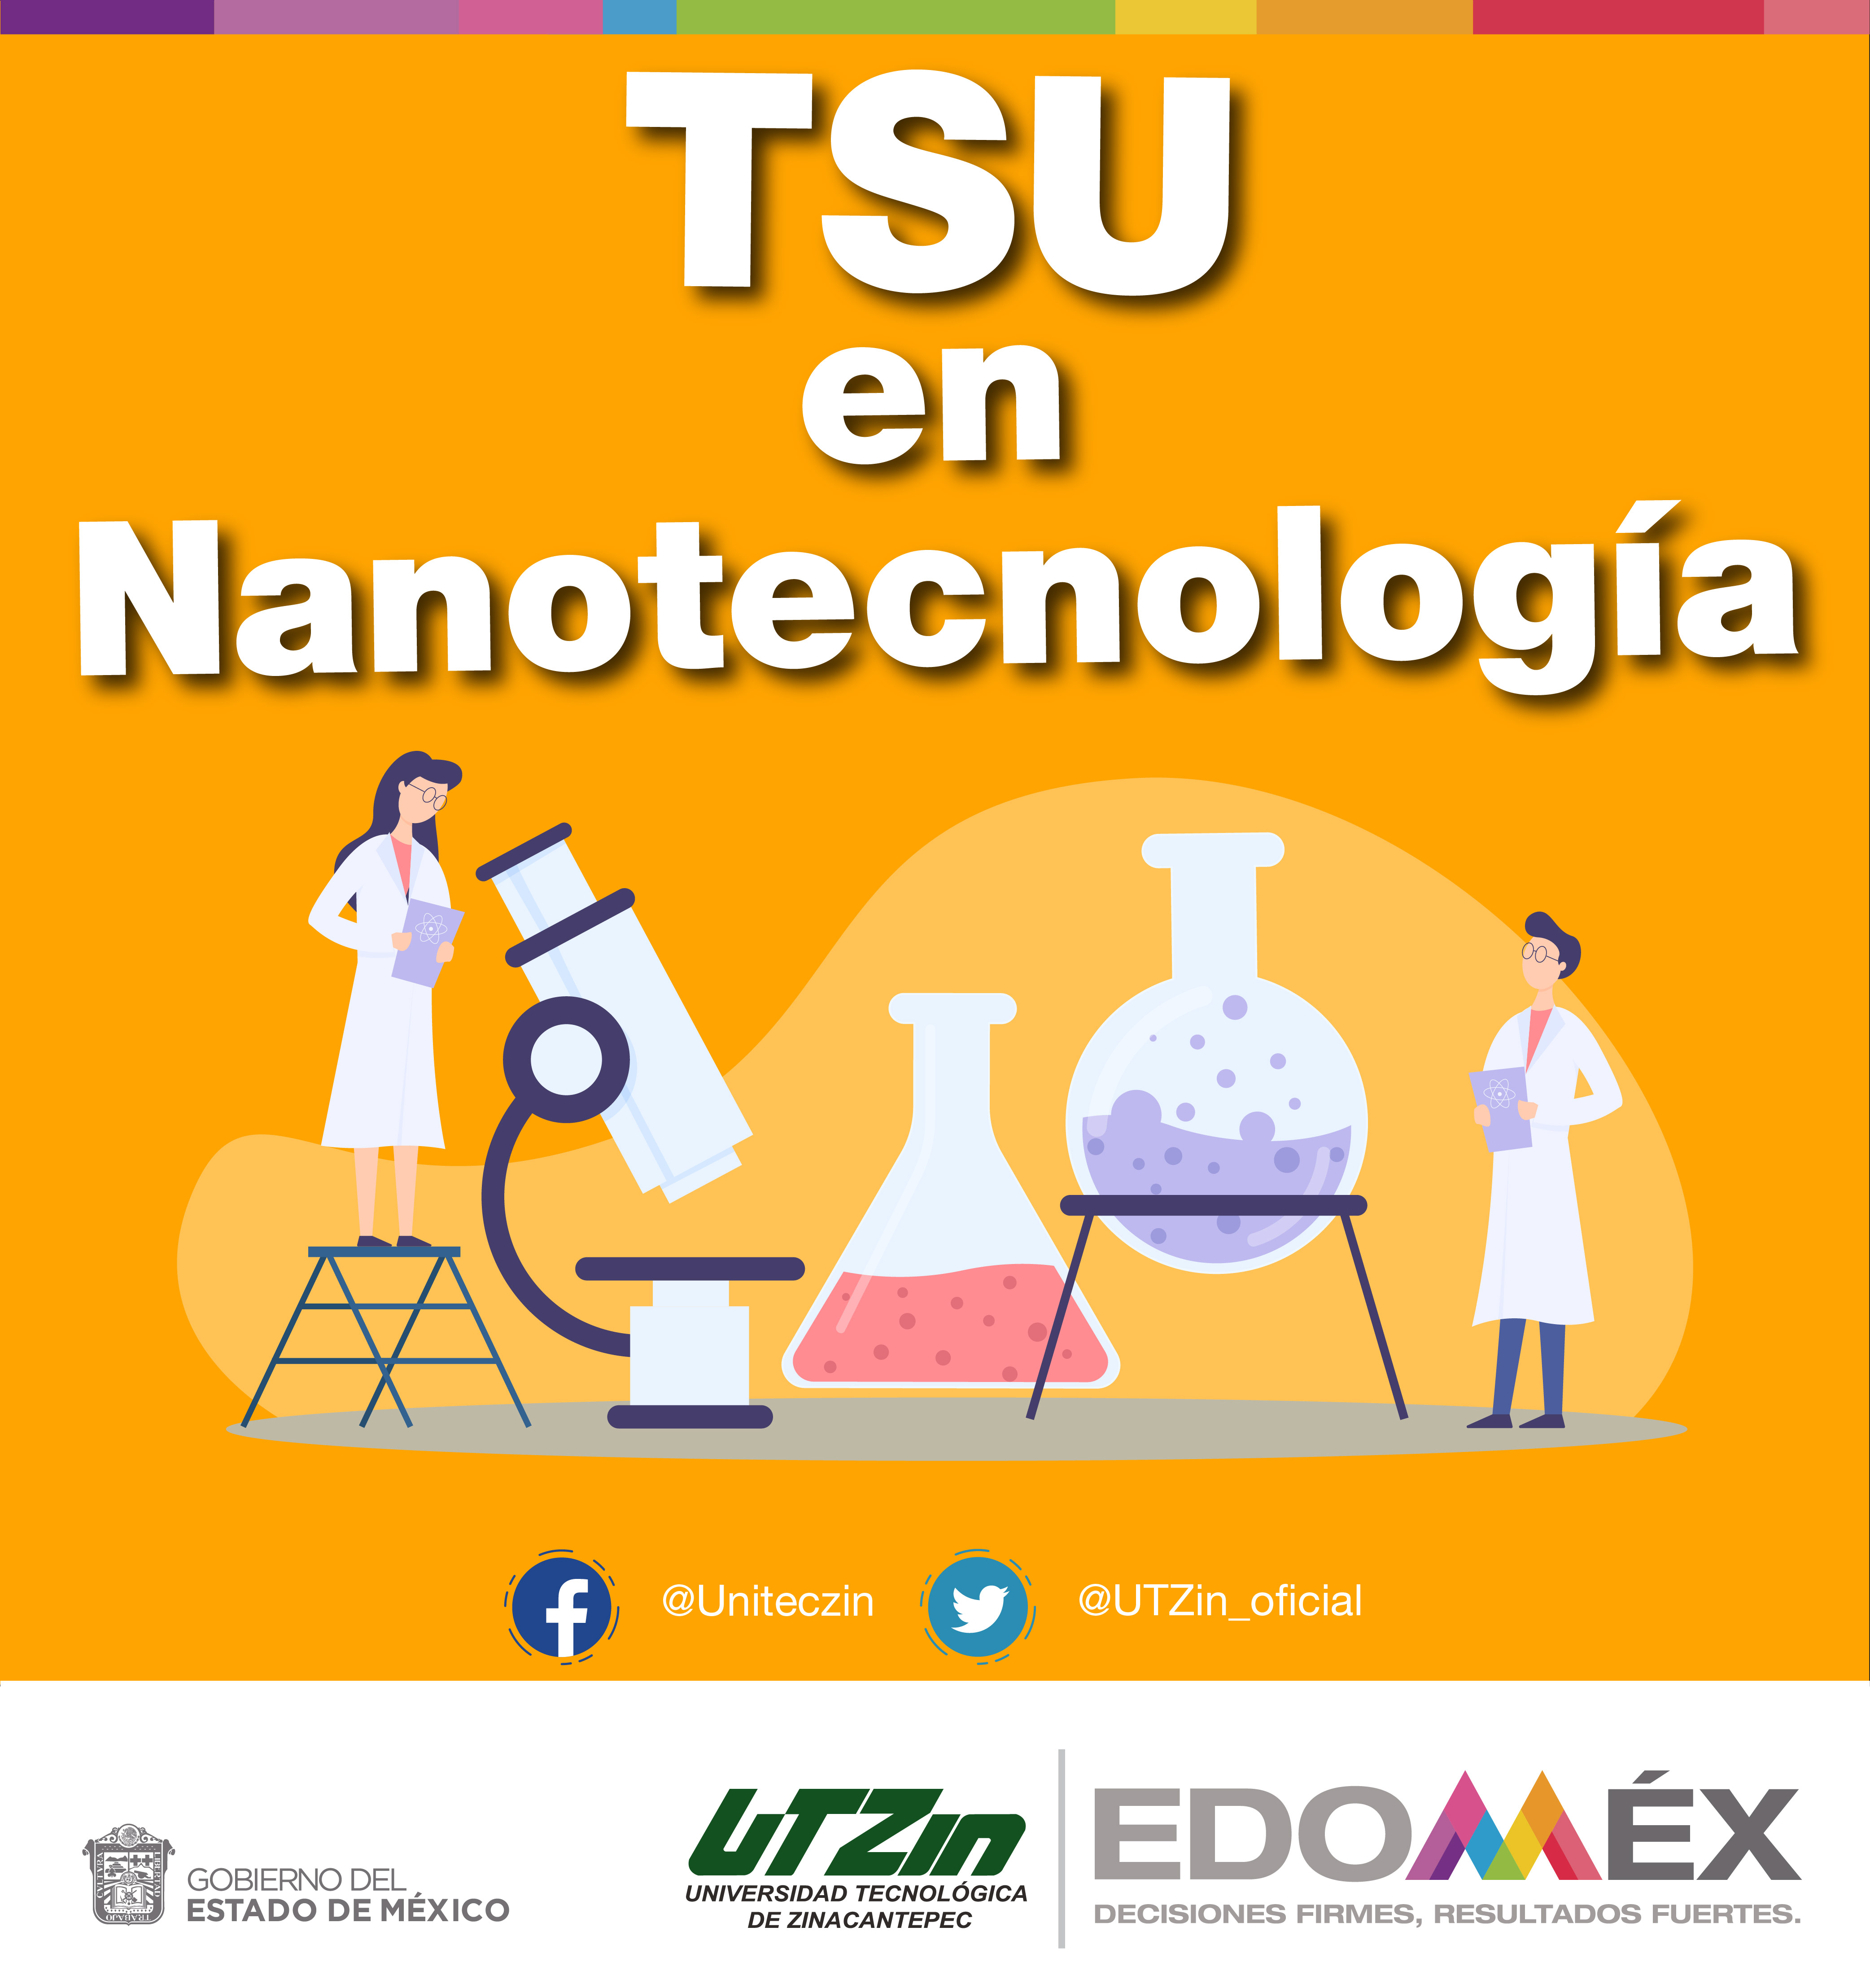 TSU
en
Nanotecnología
@Uniteczin
@UTZin_oficial
GOBIERNO DEL
ESTADO DE MÉXICO
UTZin
UNIVERSIDAD TECNOLÓGICA
DE ZINACANTEPEC
EDOMÉX
DECISIONES FIRMES, RESULTADOS FUERTES.